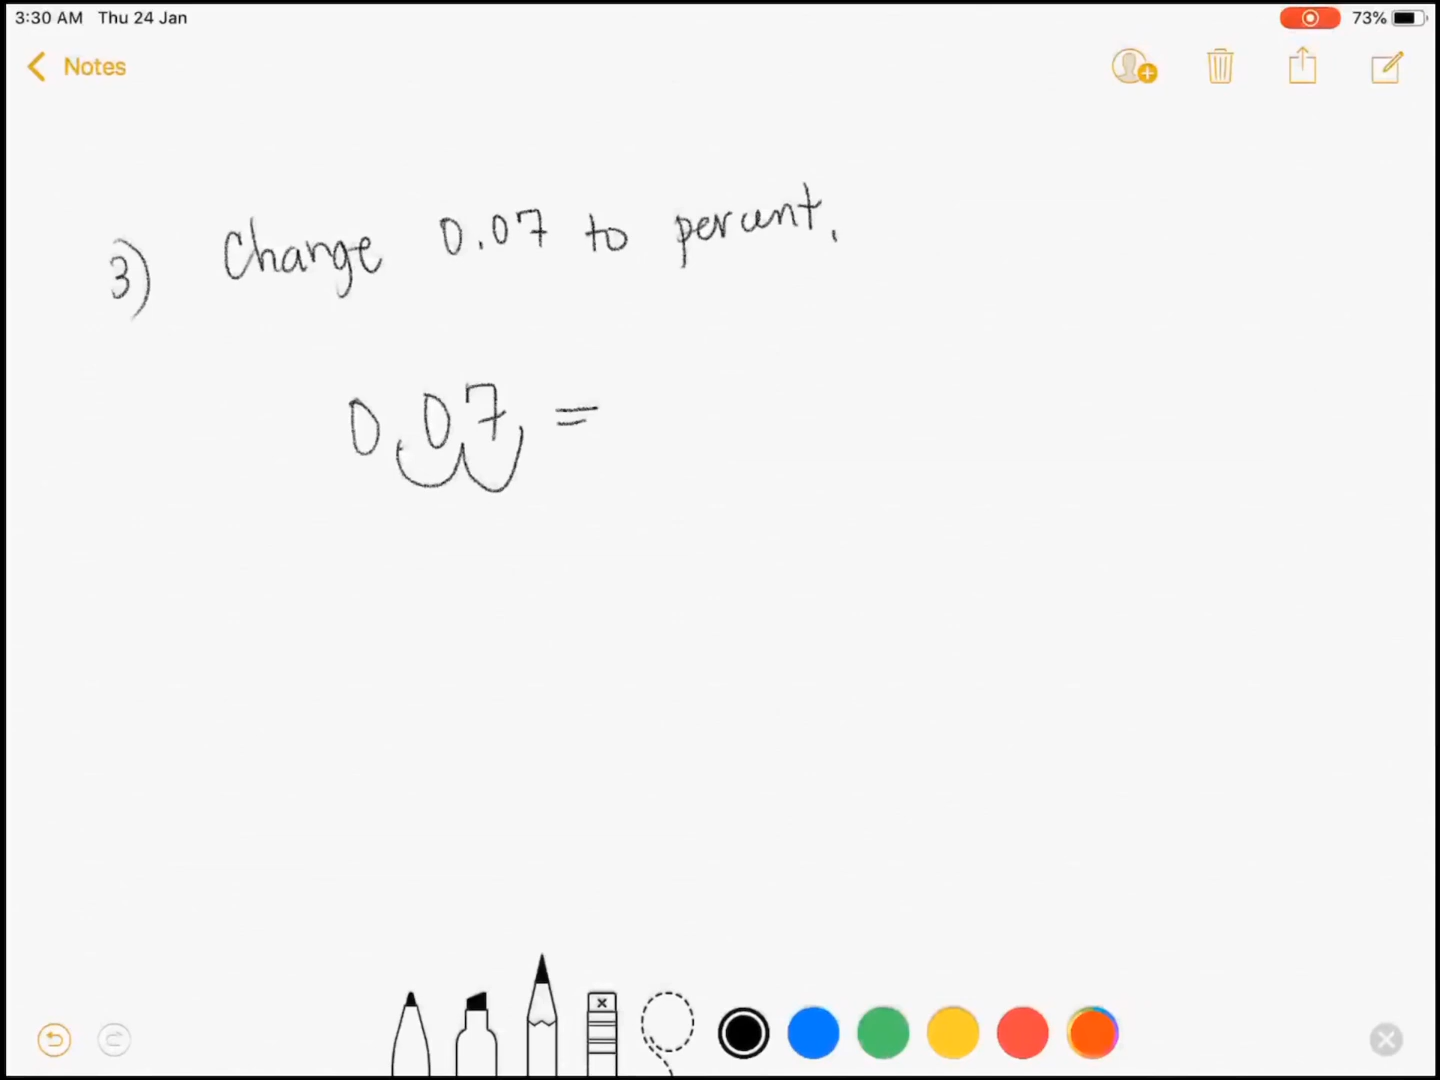 3:30 AM Thu 24 Jan
73%
Notes
3) Change 0.07 to percent.
0.07 =